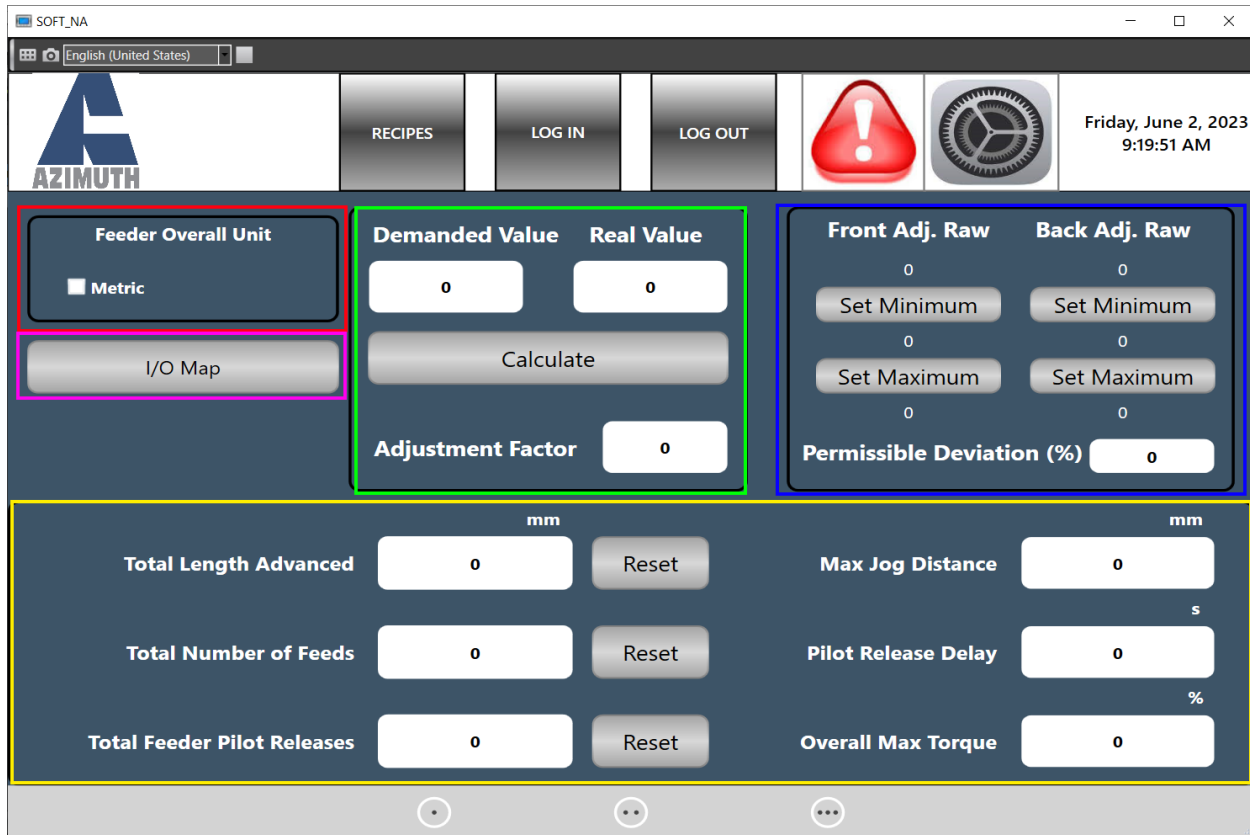 SOFT_NA
English (United States)
AZIMUTH
RECIPES
LOG IN
LOG OUT
Friday, June 2, 2023
9:19:51 AM
Feeder Overall Unit
Metric
I/O Map
Demanded Value Real Value
0 0
Calculate
Adjustment Factor 0
Front Adj. Raw Back Adj. Raw
0 0
Set Minimum Set Minimum
0 0
Set Maximum Set Maximum
0 0
Permissible Deviation (%) 0
mm
Total Length Advanced 0 Reset
Total Number of Feeds 0 Reset
Total Feeder Pilot Releases 0 Reset
mm
Max Jog Distance 0
s
Pilot Release Delay 0
%
Overall Max Torque 0